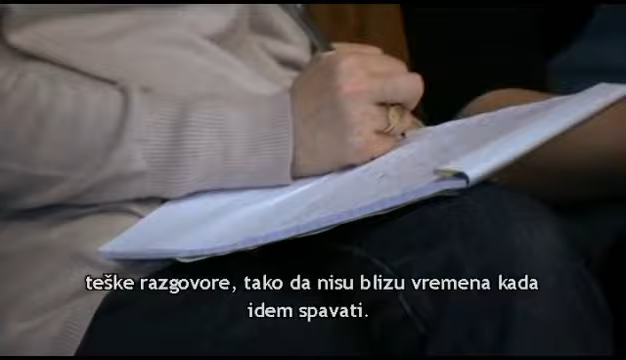 teške razgovore, tako da nisu blizu vremena kada
idem spavati.